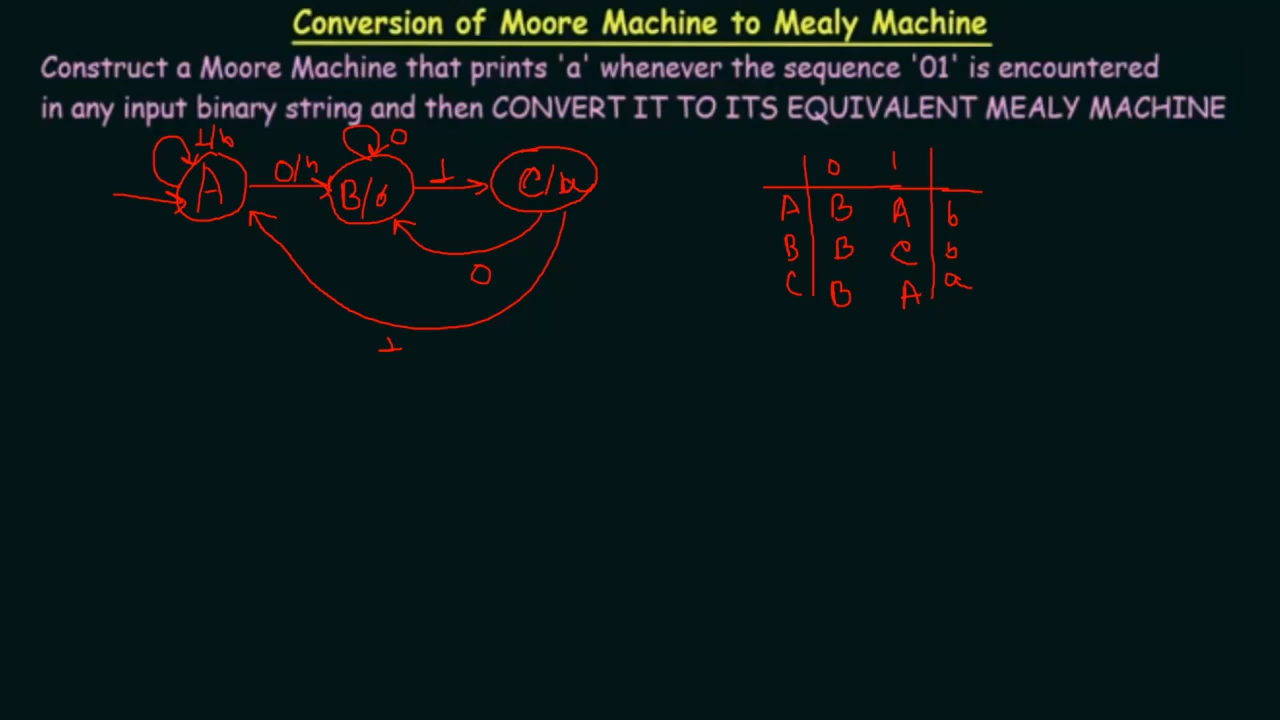 Conversion of Moore Machine to Mealy Machine
Construct a Moore Machine that prints 'a' whenever the sequence '01' is encountered
in any input binary string and then CONVERT IT TO ITS EQUIVALENT MEALY MACHINE
1/b 0
A 0/b B/b 1 C/a
0
1
0 1
A B A b
B B C b
C B A a